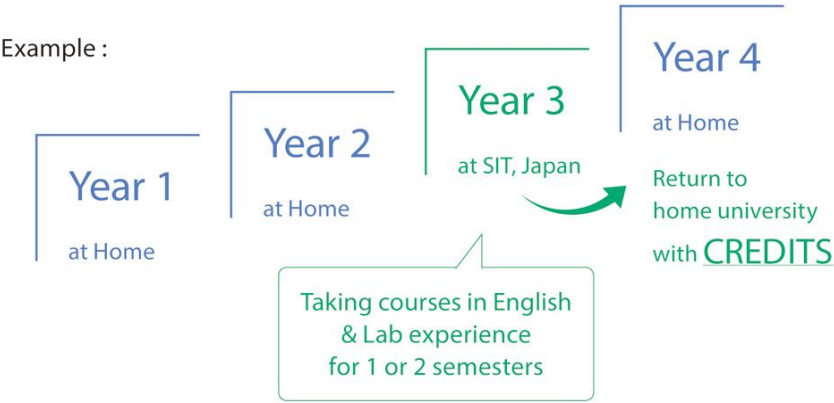 Example :
Year 1
at Home
Year 2
at Home
Year 3
at SIT, Japan
Year 4
at Home
Return to
home university
with CREDITS
Taking courses in English
& Lab experience
for 1 or 2 semesters